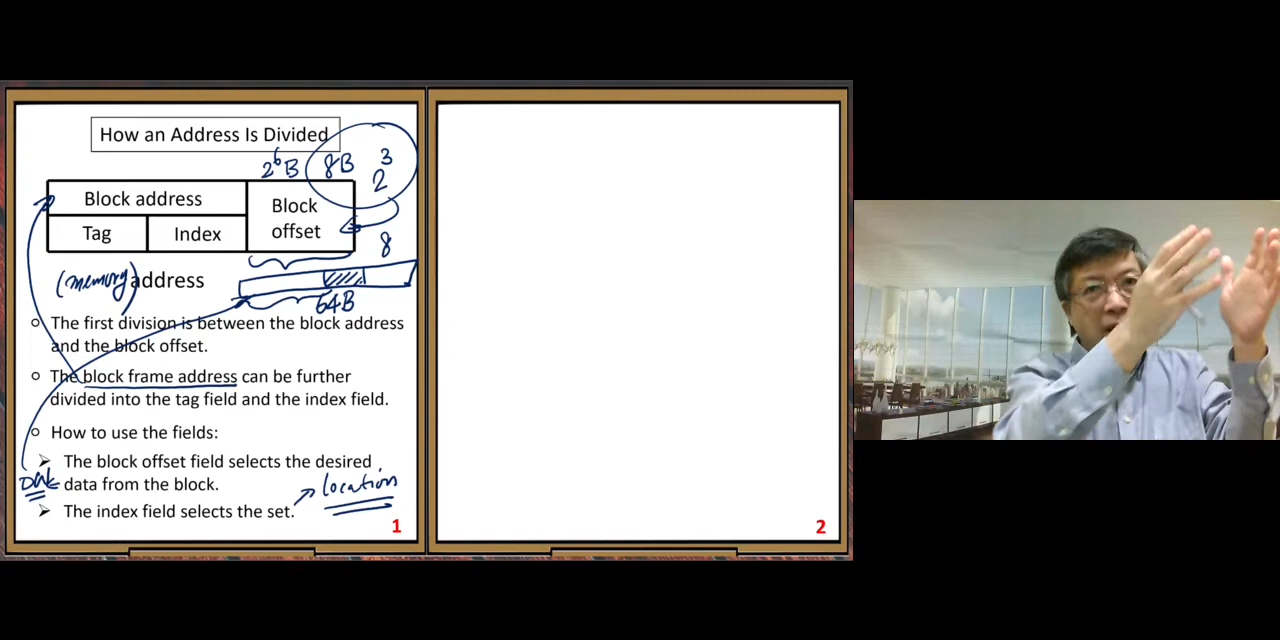 How an Address Is Divided
2⁶B 8B 2³
Block address
Block
offset
Tag Index
8
(memory) address
64B
○ The first division is between the block address
and the block offset.
○ The block frame address can be further
divided into the tag field and the index field.
○ How to use the fields:
➢ The block offset field selects the desired
data from the block.
location
➢ The index field selects the set.
1
2